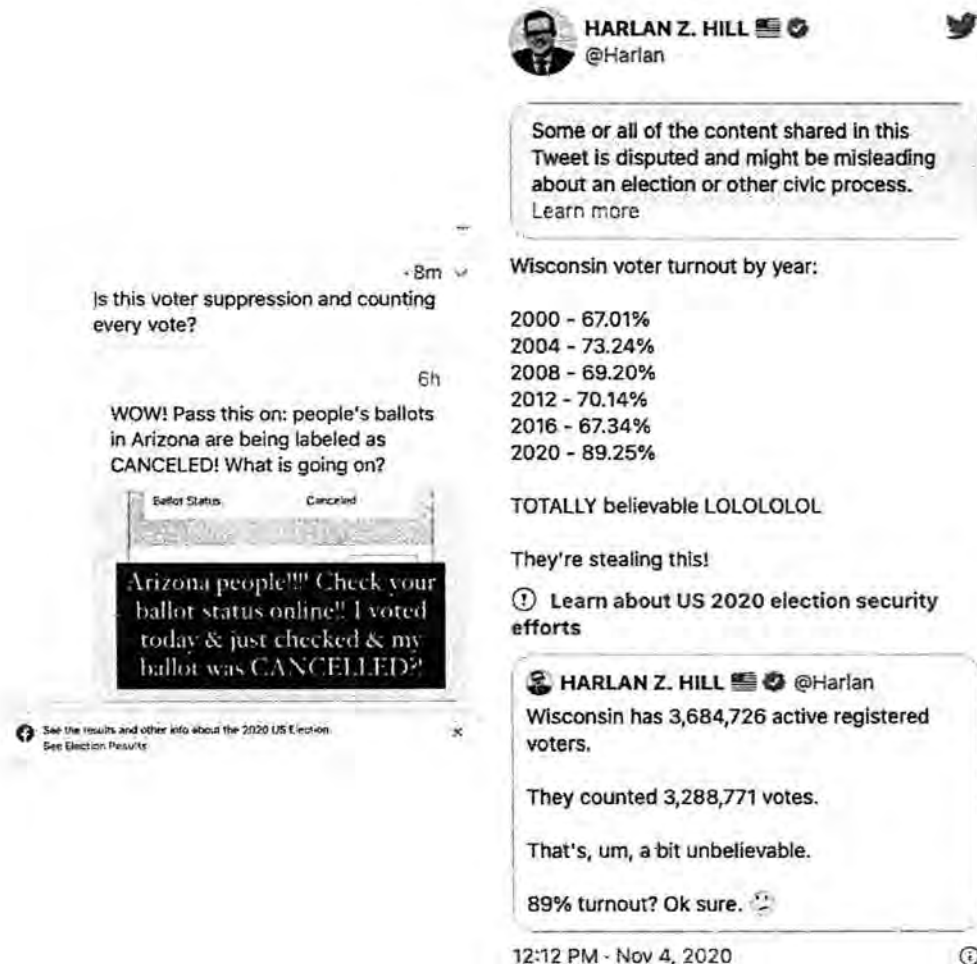 · 8m
Is this voter suppression and counting
every vote?
6h
WOW! Pass this on: people's ballots
in Arizona are being labeled as
CANCELED! What is going on?
Ballot Status
Canceled
Arizona people!!!! Check your
ballot status online!! I voted
today & just checked & my
ballot was CANCELLED?!
See the results and other info about the 2020 US Election.
See Election Results
HARLAN Z. HILL
@Harlan
Some or all of the content shared in this
Tweet is disputed and might be misleading
about an election or other civic process.
Learn more
Wisconsin voter turnout by year:
2000 - 67.01%
2004 - 73.24%
2008 - 69.20%
2012 - 70.14%
2016 - 67.34%
2020 - 89.25%
TOTALLY believable LOLOLOLOL
They're stealing this!
Learn about US 2020 election security
efforts
HARLAN Z. HILL @Harlan
Wisconsin has 3,684,726 active registered
voters.
They counted 3,288,771 votes.
That's, um, a bit unbelievable.
89% turnout? Ok sure.
12:12 PM · Nov 4, 2020